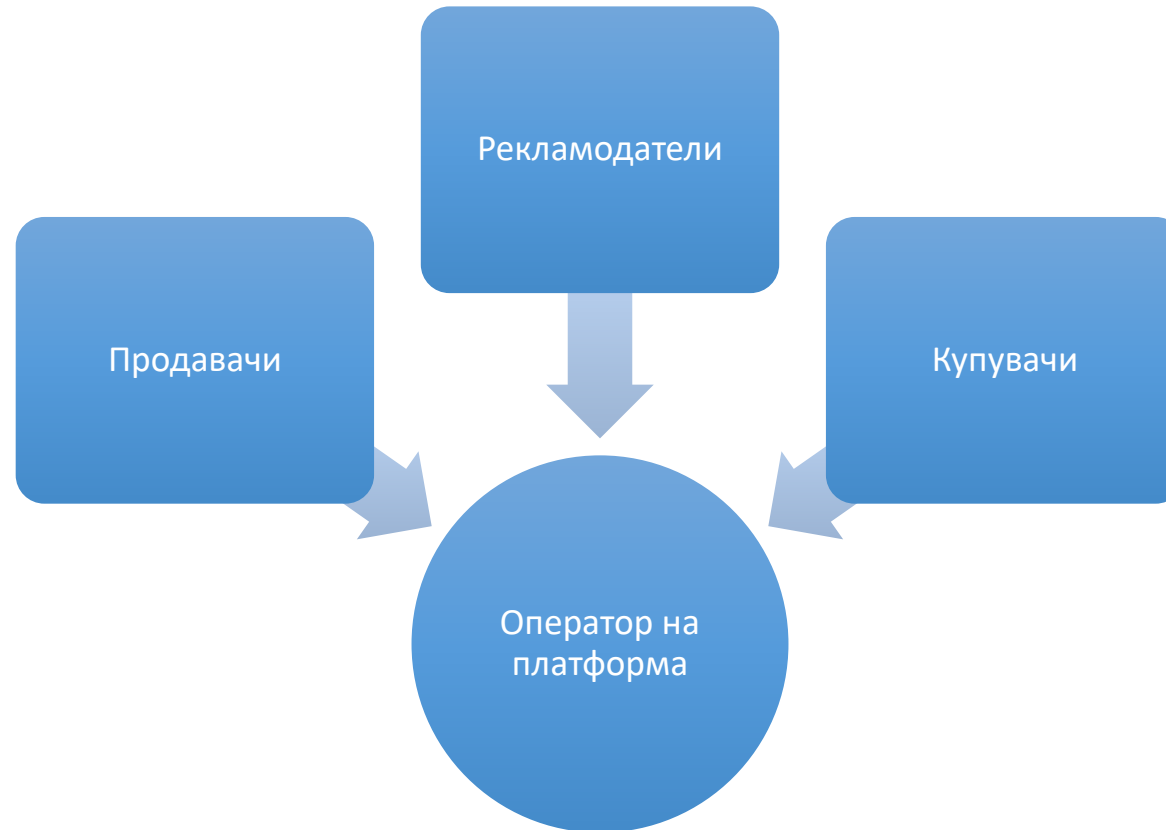 Рекламодатели
Продавачи
Купувачи
Оператор на
платформа